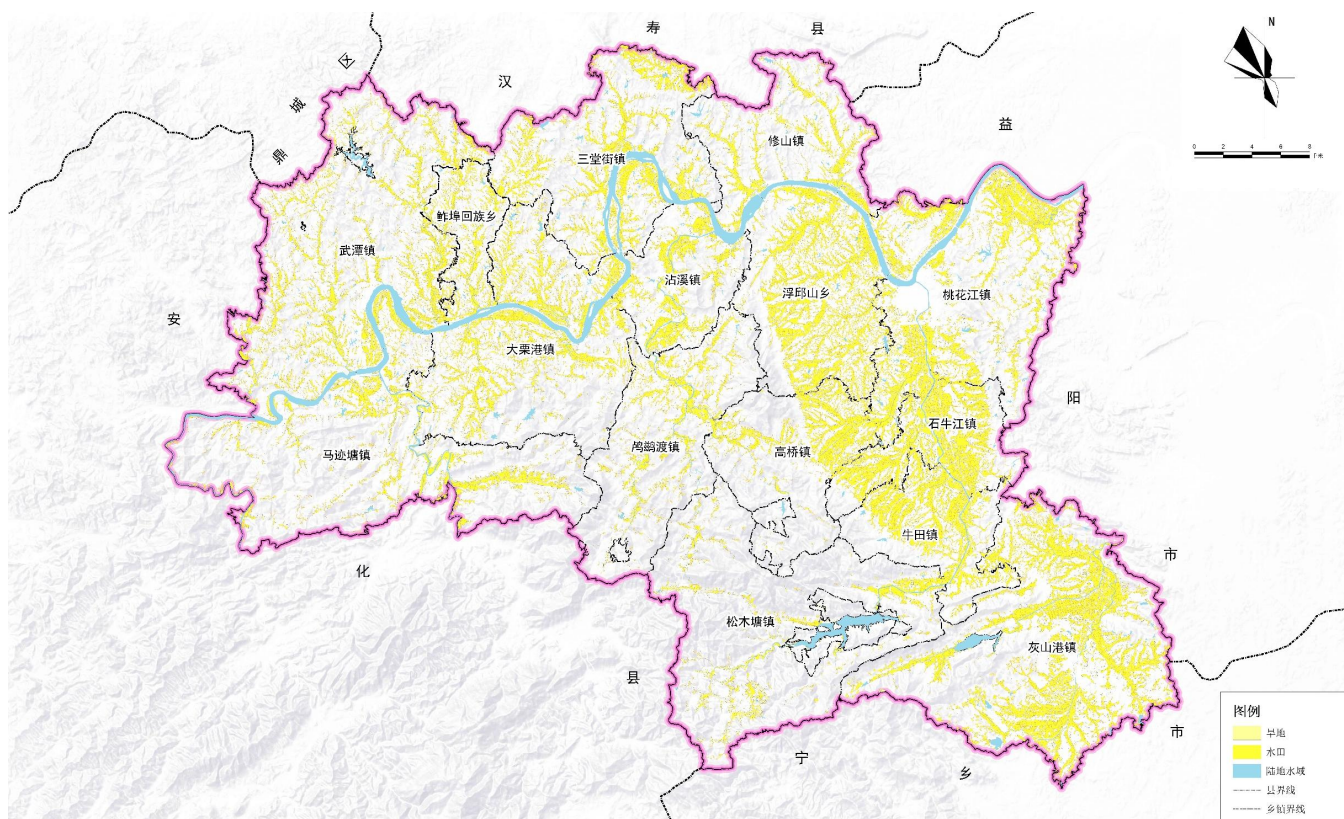 N
0 2 4 6 8
千米
寿
县
汉
区
城
鼎
益
修山镇
三堂街镇
鲊埠回族乡
武潭镇
沾溪镇
浮邱山乡
桃花江镇
安
大栗港镇
阳
石牛江镇
马迹塘镇
鸬鹚渡镇
高桥镇
牛田镇
市
化
松木塘镇
灰山港镇
县
宁
乡
市
图例
旱地
水田
陆地水域
县界线
乡镇界线